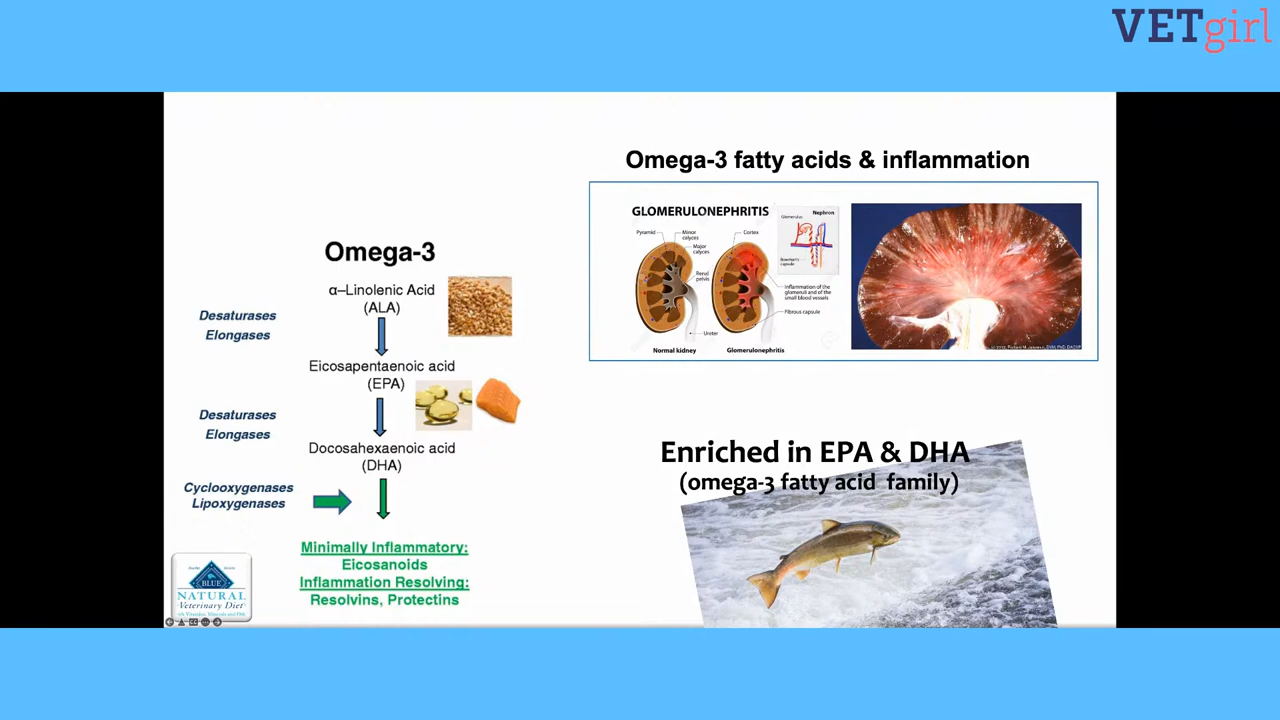 VETgirl
Omega-3 fatty acids & inflammation
GLOMERULONEPHRITIS
Glomerulus
Nephron
Bowman's
capsule
Pyramid
Minor
calyces
Major
calyces
Renal
pelvis
Ureter
Normal kidney
Cortex
Inflammation of the
glomeruli and of the
small blood vessels
Fibrous capsule
Glomerulonephritis
Omega-3
α–Linolenic Acid
(ALA)
Desaturases
Elongases
Eicosapentaenoic acid
(EPA)
Desaturases
Elongases
Docosahexaenoic acid
(DHA)
Cyclooxygenases
Lipoxygenases
Minimally Inflammatory:
Eicosanoids
Inflammation Resolving:
Resolvins, Protectins
BLUE
NATURAL
Veterinary Diet
Enriched in EPA & DHA
(omega-3 fatty acid family)